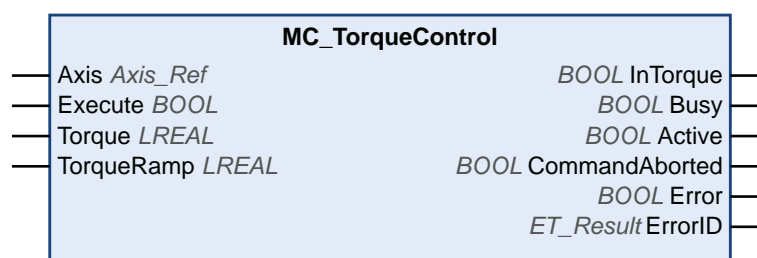 MC_TorqueControl
Axis Axis_Ref BOOL InTorque
Execute BOOL BOOL Busy
Torque LREAL BOOL Active
TorqueRamp LREAL BOOL CommandAborted
BOOL Error
ET_Result ErrorID